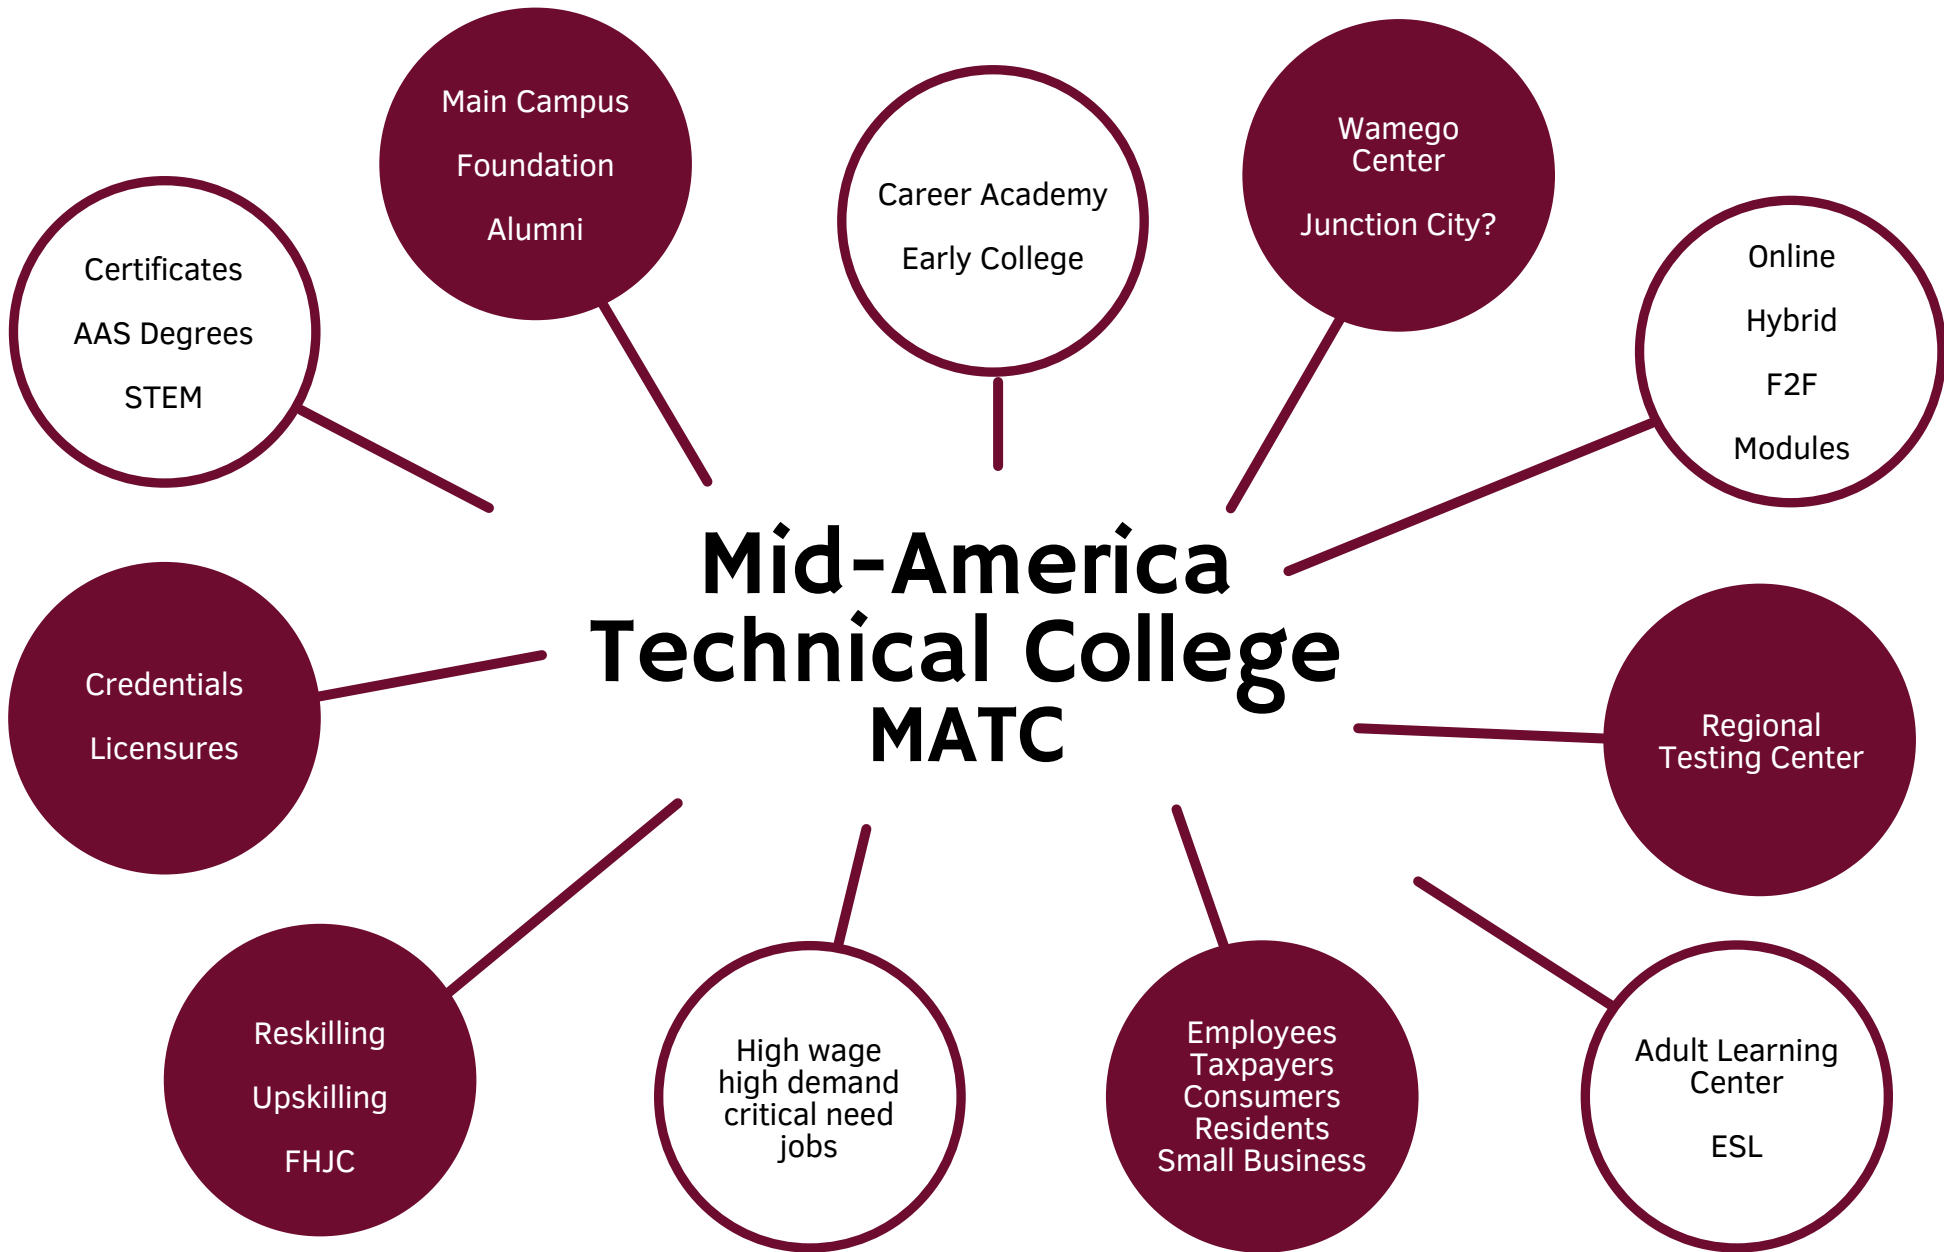 Main Campus
Foundation
Alumni
Career Academy
Early College
Wamego
Center
Junction City?
Certificates
AAS Degrees
STEM
Online
Hybrid
F2F
Modules
Mid-America
Technical College
MATC
Credentials
Licensures
Regional
Testing Center
Reskilling
Upskilling
FHJC
High wage
high demand
critical need
jobs
Employees
Taxpayers
Consumers
Residents
Small Business
Adult Learning
Center
ESL